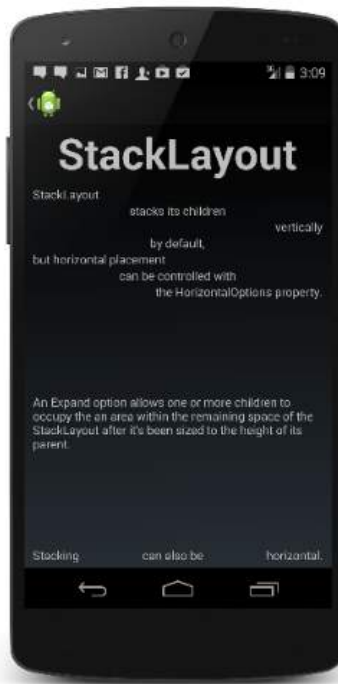 3:09
StackLayout
StackLayout
stacks its children
vertically
by default,
but horizontal placement
can be controlled with
the HorizontalOptions property.
An Expand option allows one or more children to
occupy the an area within the remaining space of the
StackLayout after it's been sized to the height of its
parent.
Stacking can also be horizontal.